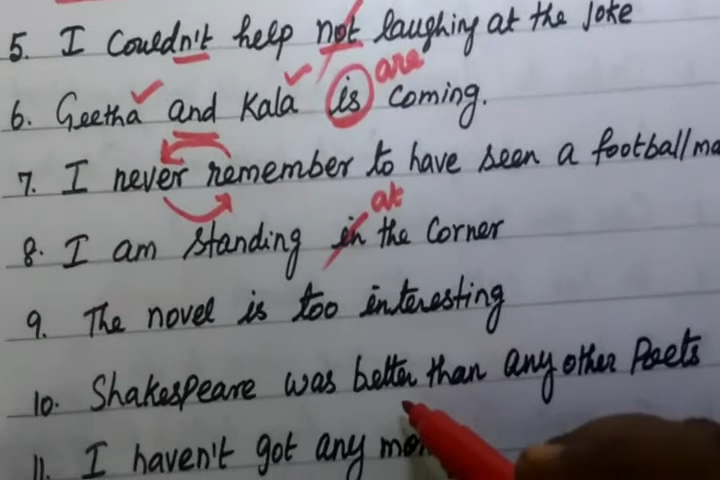 5. I Couldn't help not laughing at the joke
are
6. Geetha and Kala is coming.
7. I never remember to have seen a football
at
8. I am standing in the Corner
9. The novel is too interesting
10. Shakespeare was better than any other Poets
11. I haven't got any